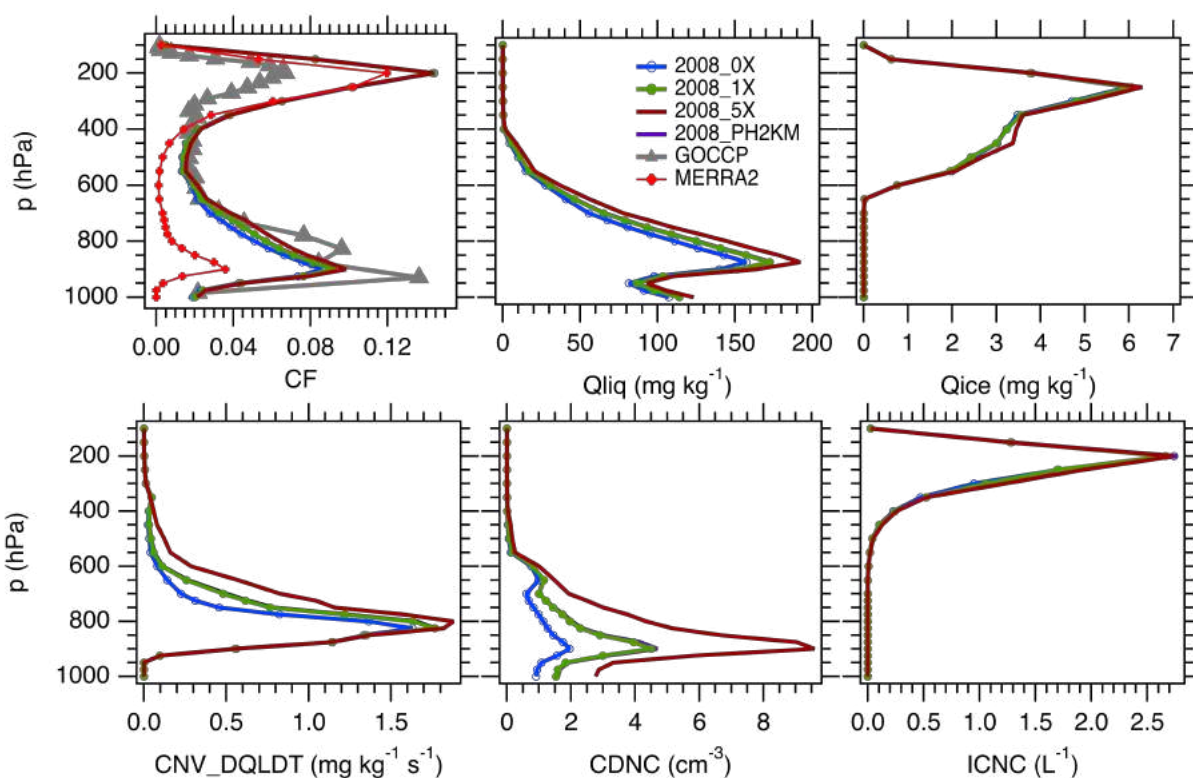 p (hPa)
200
400
600
800
1000
0.00 0.04 0.08 0.12
CF
2008_0X
2008_1X
2008_5X
2008_PH2KM
GOCCP
MERRA2
0 50 100 150 200
Qliq (mg kg⁻¹)
0 1 2 3 4 5 6 7
Qice (mg kg⁻¹)
p (hPa)
200
400
600
800
1000
0.0 0.5 1.0 1.5
CNV_DQLDT (mg kg⁻¹ s⁻¹)
0 2 4 6 8
CDNC (cm⁻³)
0.0 0.5 1.0 1.5 2.0 2.5
ICNC (L⁻¹)